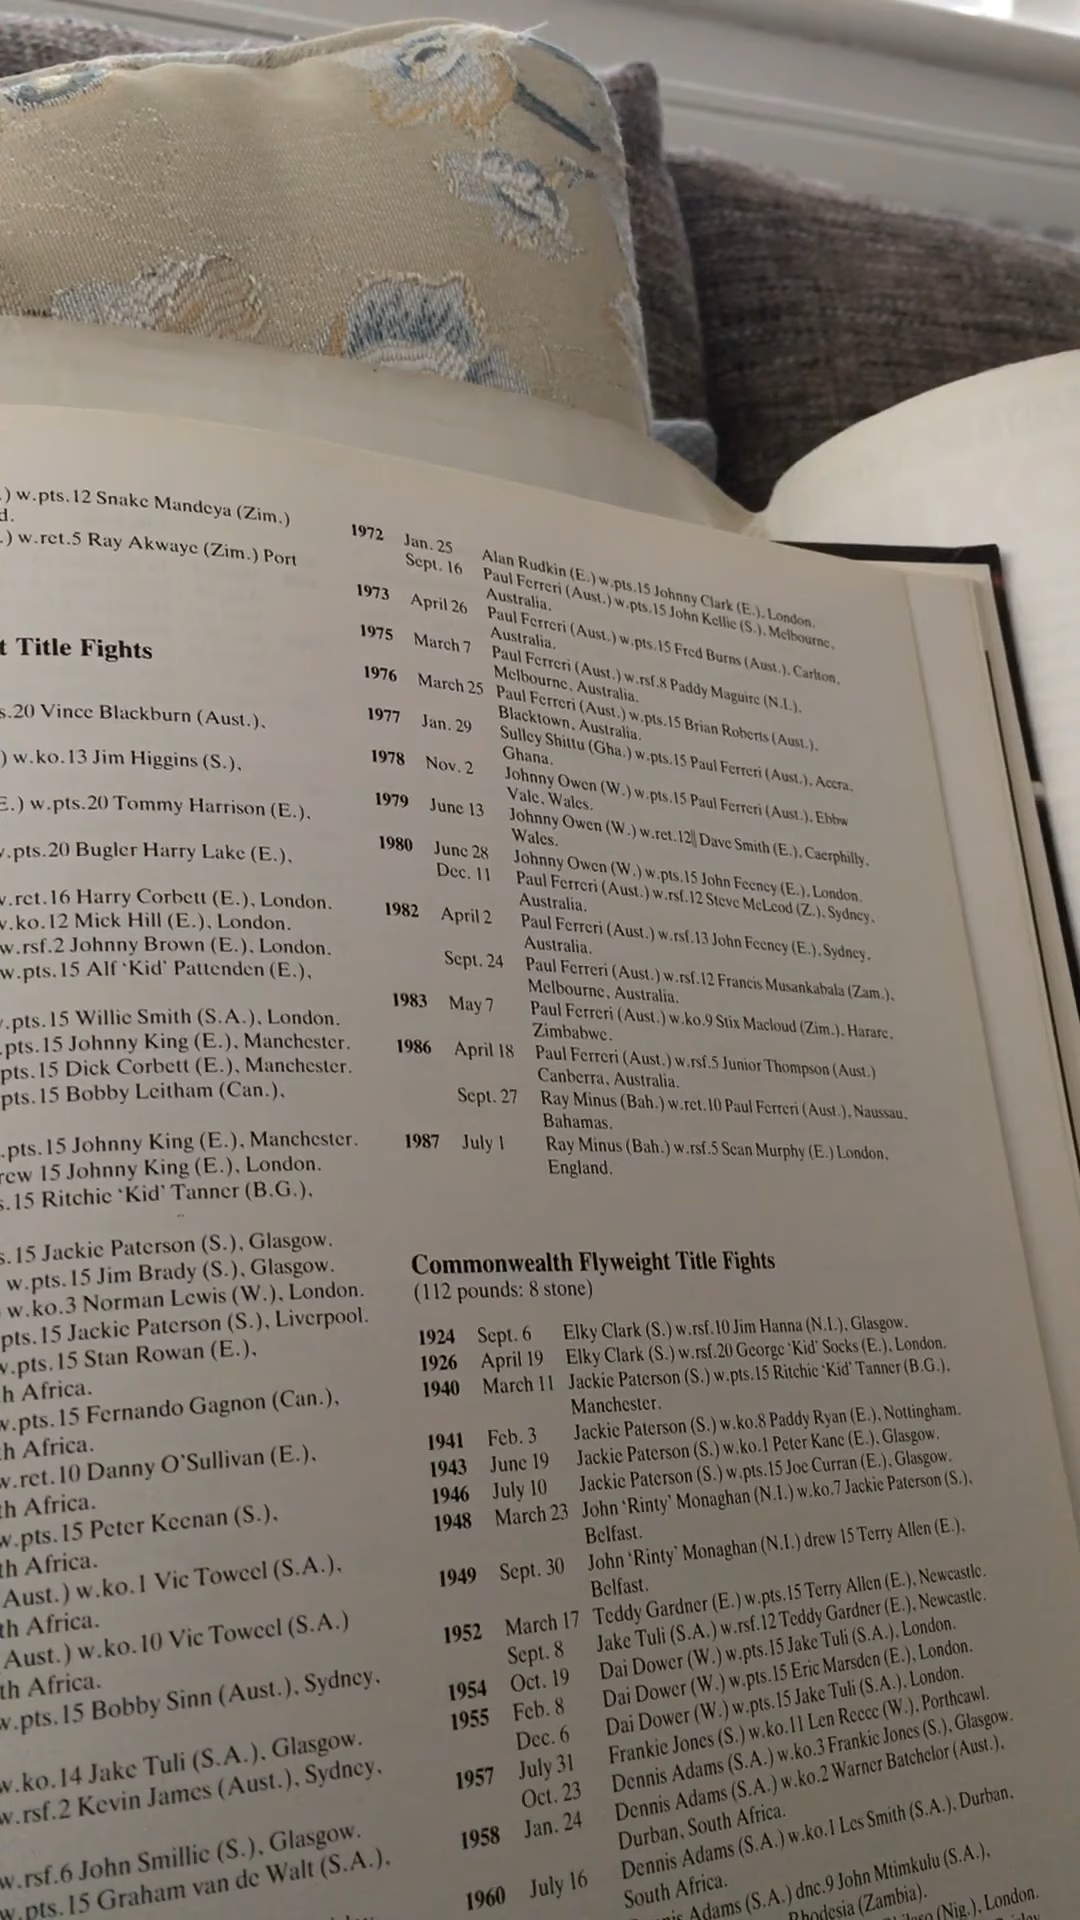 .) w.pts.12 Snake Mandeya (Zim.)
d.
.) w.ret.5 Ray Akwaye (Zim.) Port
t Title Fights
s.20 Vince Blackburn (Aust.),
) w.ko.13 Jim Higgins (S.),
E.) w.pts.20 Tommy Harrison (E.),
v.pts.20 Bugler Harry Lake (E.),
v.ret.16 Harry Corbett (E.), London.
v.ko.12 Mick Hill (E.), London.
w.rsf.2 Johnny Brown (E.), London.
w.pts.15 Alf ‘Kid’ Pattenden (E.),
.pts.15 Willie Smith (S.A.), London.
pts.15 Johnny King (E.), Manchester.
pts.15 Dick Corbett (E.), Manchester.
pts.15 Bobby Leitham (Can.),
.pts.15 Johnny King (E.), Manchester.
rew 15 Johnny King (E.), London.
s.15 Ritchie ‘Kid’ Tanner (B.G.),
s.15 Jackie Paterson (S.), Glasgow.
w.pts.15 Jim Brady (S.), Glasgow.
w.ko.3 Norman Lewis (W.), London.
pts.15 Jackie Paterson (S.), Liverpool.
v.pts.15 Stan Rowan (E.),
h Africa.
w.pts.15 Fernando Gagnon (Can.),
th Africa.
w.ret.10 Danny O’Sullivan (E.),
th Africa.
w.pts.15 Peter Keenan (S.),
th Africa.
Aust.) w.ko.1 Vic Toweel (S.A.),
th Africa.
Aust.) w.ko.10 Vic Toweel (S.A.)
th Africa.
w.pts.15 Bobby Sinn (Aust.), Sydney,
w.ko.14 Jake Tuli (S.A.), Glasgow.
w.rsf.2 Kevin James (Aust.), Sydney,
w.rsf.6 John Smillie (S.), Glasgow.
w.pts.15 Graham van de Walt (S.A.),
1972 Jan. 25 Alan Rudkin (E.) w.pts.15 Johnny Clark (E.), London.
Sept. 16 Paul Ferreri (Aust.) w.pts.15 John Kellie (S.), Melbourne,
Australia.
1973 April 26 Paul Ferreri (Aust.) w.pts.15 Fred Burns (Aust.), Carlton,
Australia.
1975 March 7 Paul Ferreri (Aust.) w.rsf.8 Paddy Maguire (N.I.),
Melbourne, Australia.
1976 March 25 Paul Ferreri (Aust.) w.pts.15 Brian Roberts (Aust.),
Blacktown, Australia.
1977 Jan. 29 Sulley Shittu (Gha.) w.pts.15 Paul Ferreri (Aust.), Accra,
Ghana.
1978 Nov. 2 Johnny Owen (W.) w.pts.15 Paul Ferreri (Aust.), Ebbw
Vale, Wales.
1979 June 13 Johnny Owen (W.) w.ret.12|| Dave Smith (E.), Caerphilly,
Wales.
1980 June 28 Johnny Owen (W.) w.pts.15 John Feeney (E.), London.
Dec. 11 Paul Ferreri (Aust.) w.rsf.12 Steve McLeod (Z.), Sydney,
Australia.
1982 April 2 Paul Ferreri (Aust.) w.rsf.13 John Feeney (E.), Sydney,
Australia.
Sept. 24 Paul Ferreri (Aust.) w.rsf.12 Francis Musankabala (Zam.),
Melbourne, Australia.
1983 May 7 Paul Ferreri (Aust.) w.ko.9 Stix Macloud (Zim.), Harare,
Zimbabwe.
1986 April 18 Paul Ferreri (Aust.) w.rsf.5 Junior Thompson (Aust.)
Canberra, Australia.
Sept. 27 Ray Minus (Bah.) w.ret.10 Paul Ferreri (Aust.), Naussau,
Bahamas.
1987 July 1 Ray Minus (Bah.) w.rsf.5 Sean Murphy (E.) London,
England.
Commonwealth Flyweight Title Fights
(112 pounds: 8 stone)
1924 Sept. 6 Elky Clark (S.) w.rsf.10 Jim Hanna (N.I.), Glasgow.
1926 April 19 Elky Clark (S.) w.rsf.20 George ‘Kid’ Socks (E.), London.
1940 March 11 Jackie Paterson (S.) w.pts.15 Ritchie ‘Kid’ Tanner (B.G.),
Manchester.
1941 Feb. 3 Jackie Paterson (S.) w.ko.8 Paddy Ryan (E.), Nottingham.
1943 June 19 Jackie Paterson (S.) w.ko.1 Peter Kane (E.), Glasgow.
1946 July 10 Jackie Paterson (S.) w.pts.15 Joe Curran (E.), Glasgow.
1948 March 23 John ‘Rinty’ Monaghan (N.I.) w.ko.7 Jackie Paterson (S.),
Belfast.
1949 Sept. 30 John ‘Rinty’ Monaghan (N.I.) drew 15 Terry Allen (E.),
Belfast.
1952 March 17 Teddy Gardner (E.) w.pts.15 Terry Allen (E.), Newcastle.
Sept. 8 Jake Tuli (S.A.) w.rsf.12 Teddy Gardner (E.), Newcastle.
1954 Oct. 19 Dai Dower (W.) w.pts.15 Jake Tuli (S.A.), London.
1955 Feb. 8 Dai Dower (W.) w.pts.15 Eric Marsden (E.), London.
Dec. 6 Dai Dower (W.) w.pts.15 Jake Tuli (S.A.), London.
1957 July 31 Frankie Jones (S.) w.ko.11 Len Reece (W.), Porthcawl.
Oct. 23 Dennis Adams (S.A.) w.ko.3 Frankie Jones (S.), Glasgow.
1958 Jan. 24 Dennis Adams (S.A.) w.ko.2 Warner Batchelor (Aust.),
Durban, South Africa.
1960 July 16 Dennis Adams (S.A.) w.ko.1 Les Smith (S.A.), Durban,
South Africa.
Adams (S.A.) dnc.9 John Mtimkulu (S.A.),
Rhodesia (Zambia).
(Nig.), London.